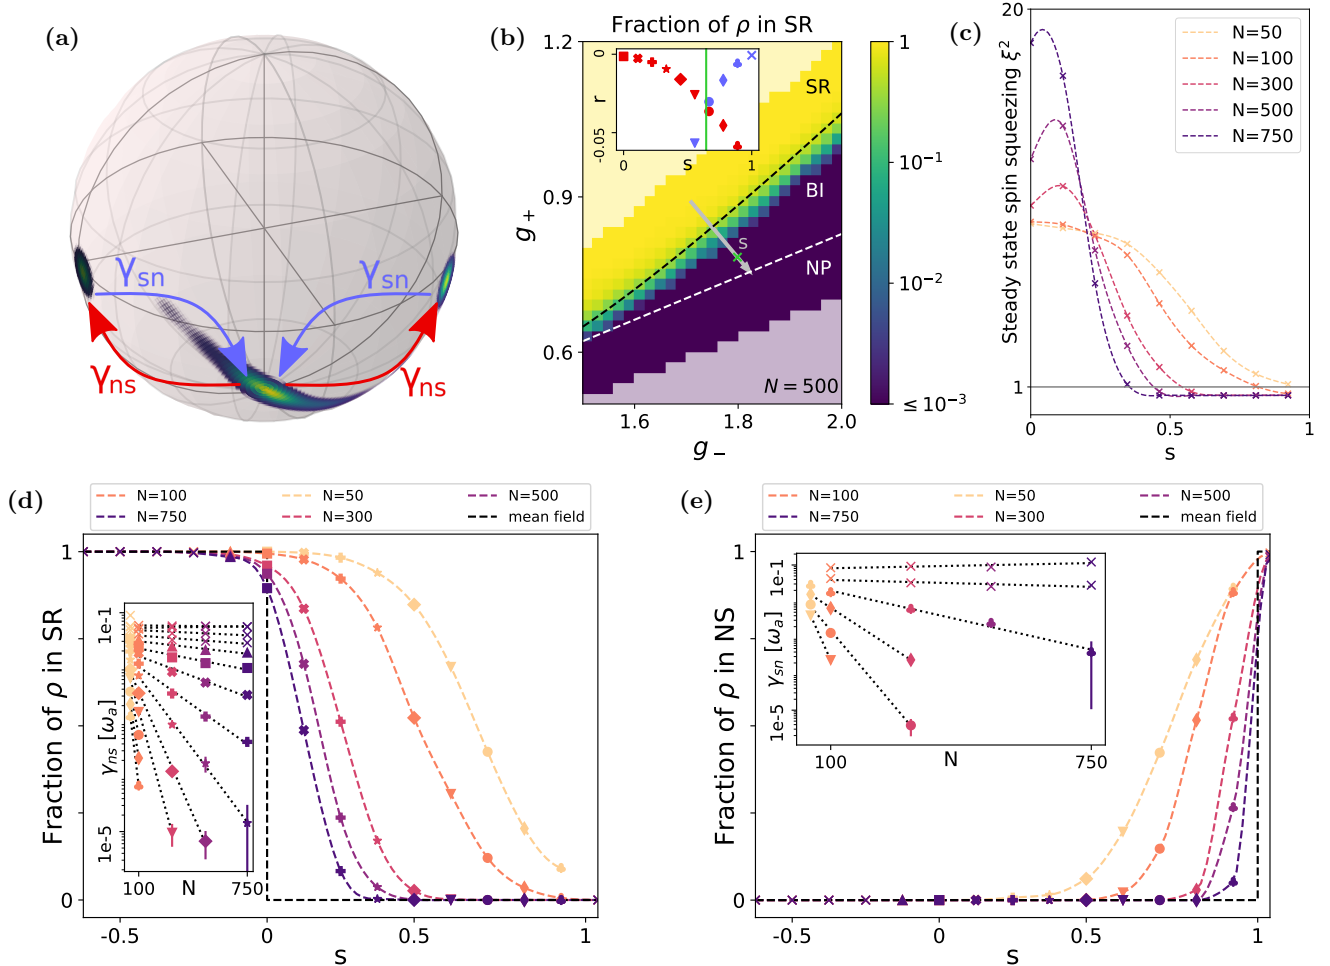 (a)
γsn
γsn
γns
γns
(b)
Fraction of ρ in SR
1.2
0.9
0.6
g+
1.6
1.8
2.0
g−
0
-0.05
r
0
s
1
SR
BI
NP
s
N = 500
1
10⁻¹
10⁻²
≤10⁻³
(c)
20
1
Steady state spin squeezing ξ²
N=50
N=100
N=300
N=500
N=750
0
0.5
1
s
(d)
N=100
N=50
N=500
N=750
N=300
mean field
1
0
Fraction of ρ in SR
1e-1
1e-5
γns [ωa]
100
N
750
-0.5
0
0.5
1
s
(e)
N=100
N=50
N=500
N=750
N=300
mean field
1
0
Fraction of ρ in NS
1e-1
1e-5
γsn [ωa]
100
N
750
-0.5
0
0.5
1
s